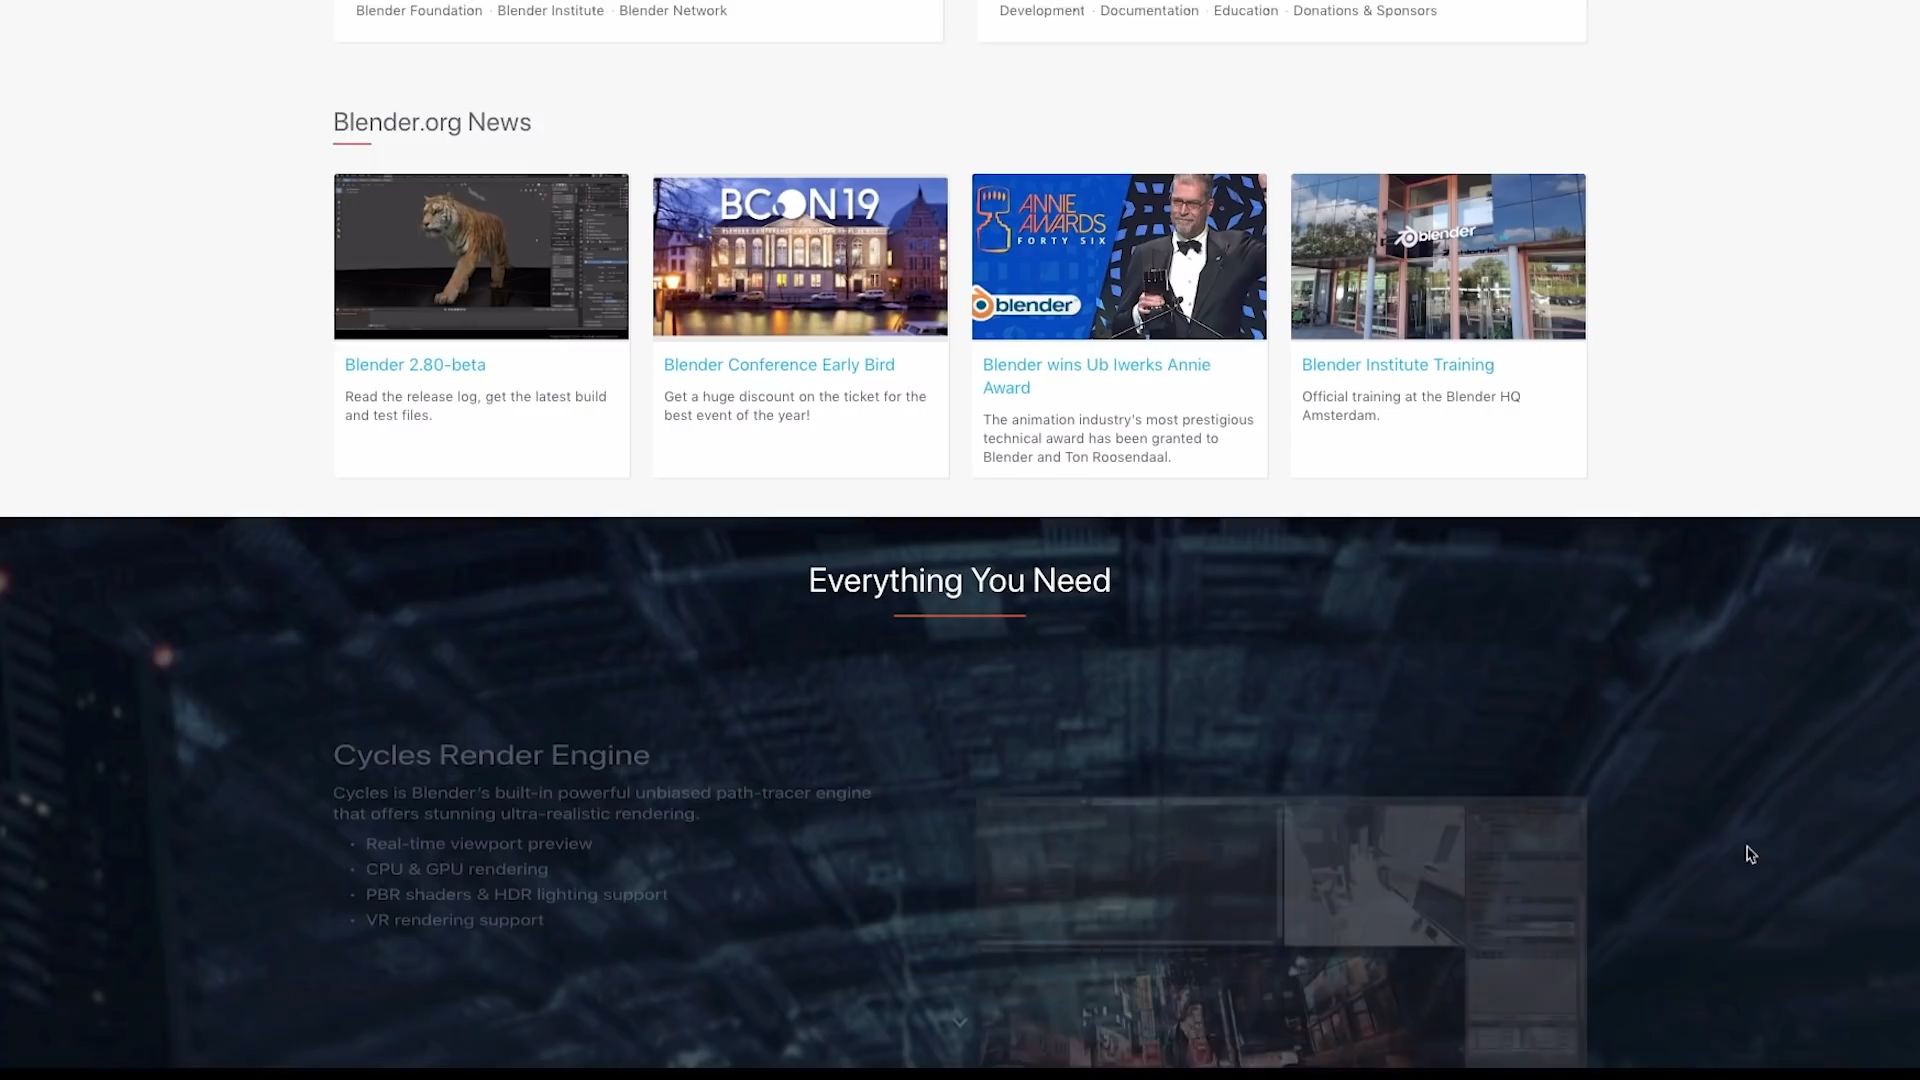 Blender Foundation · Blender Institute · Blender Network
Development · Documentation · Education · Donations & Sponsors
Blender.org News
BCON19
ANNIE
AWARDS
FORTY SIX
blender
blender
Blender 2.80-beta
Read the release log, get the latest build
and test files.
Blender Conference Early Bird
Get a huge discount on the ticket for the
best event of the year!
Blender wins Ub Iwerks Annie
Award
The animation industry's most prestigious
technical award has been granted to
Blender and Ton Roosendaal.
Blender Institute Training
Official training at the Blender HQ
Amsterdam.
Everything You Need
Cycles Render Engine
Cycles is Blender's built-in powerful unbiased path-tracer engine
that offers stunning ultra-realistic rendering.
· Real-time viewport preview
· CPU & GPU rendering
· PBR shaders & HDR lighting support
· VR rendering support